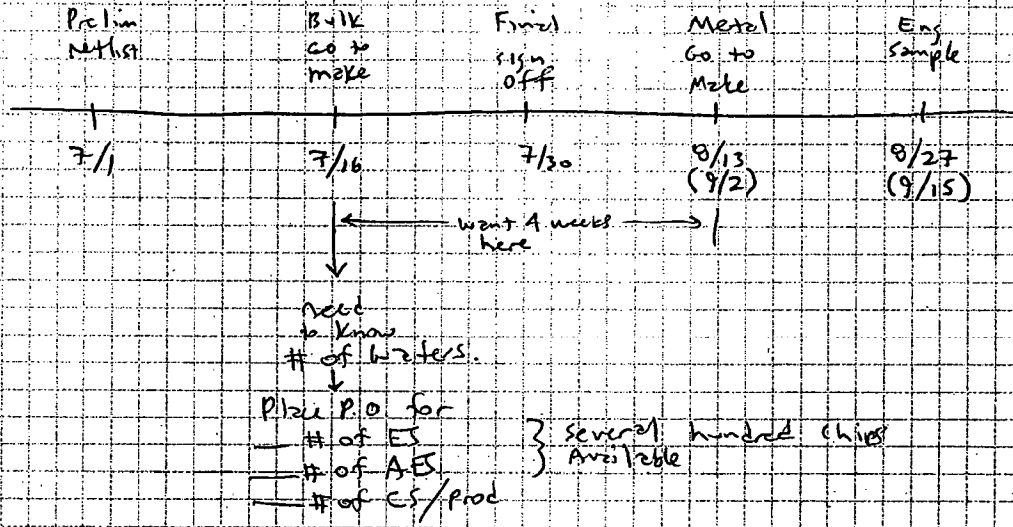 Prelim
Netlist
Bulk
Go to
make
Final
sign
off
Metal
Go to
Make
Eng
Sample
7/1
7/16
7/30
8/13
(9/2)
8/27
(9/15)
want 4 weeks
here
need
to know
# of wafers.
Place P.O for
# of ES
# of AES
# of CS/prod
several hundred chips
Available